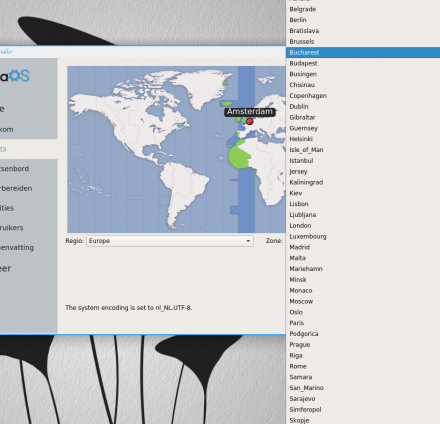 aOS
kom
ts
tsenbord
rbereiden
ities
ruikers
nenvatting
eer
Amsterdam
Regio:
Europe
Zone:
The system encoding is set to nl_NL.UTF-8.
Belgrade
Berlin
Bratislava
Brussels
Bucharest
Budapest
Busingen
Chisinau
Copenhagen
Dublin
Gibraltar
Guernsey
Helsinki
Isle_of_Man
Istanbul
Jersey
Kaliningrad
Kiev
Lisbon
Ljubljana
London
Luxembourg
Madrid
Malta
Mariehamn
Minsk
Monaco
Moscow
Oslo
Paris
Podgorica
Prague
Riga
Rome
Samara
San_Marino
Sarajevo
Simferopol
Skopje